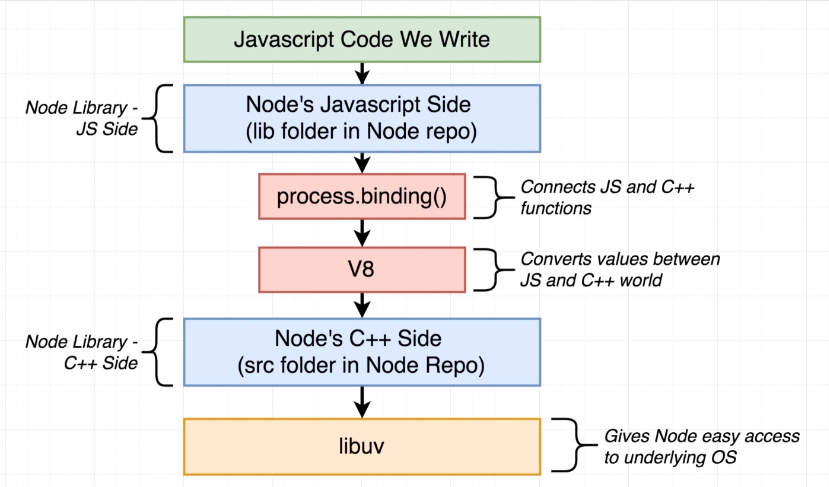 Javascript Code We Write
Node Library -
JS Side
Node's Javascript Side
(lib folder in Node repo)
process.binding()
Connects JS and C++
functions
V8
Converts values between
JS and C++ world
Node Library -
C++ Side
Node's C++ Side
(src folder in Node Repo)
libuv
Gives Node easy access
to underlying OS